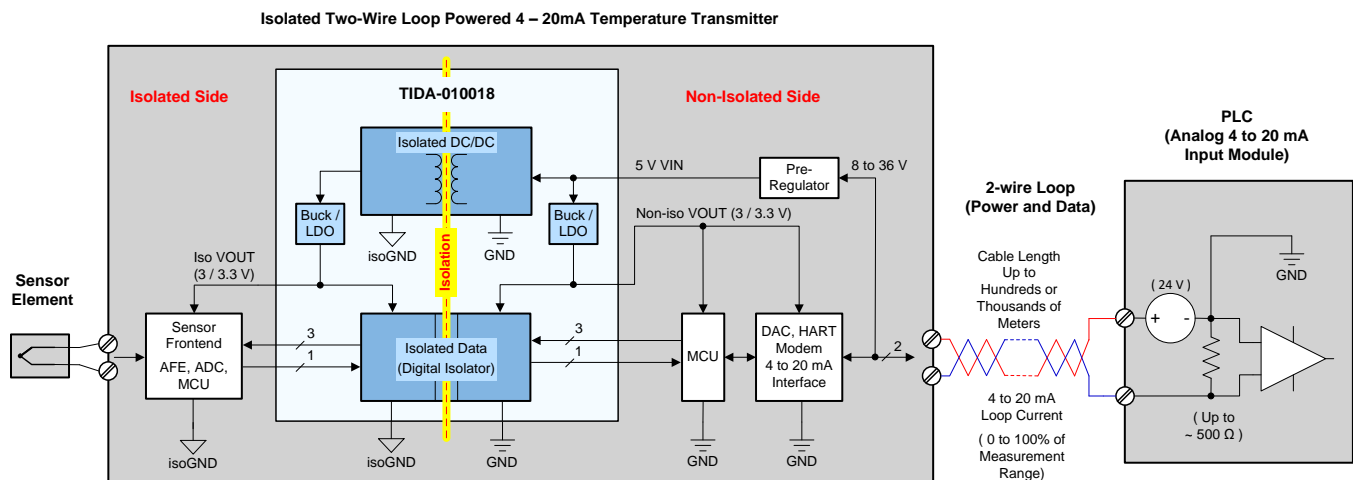 Isolated Two-Wire Loop Powered 4 – 20mA Temperature Transmitter
Isolated Side
TIDA-010018
Non-Isolated Side
Isolated DC/DC
5 V VIN
Pre-
Regulator
8 to 36 V
Buck /
LDO
Buck /
LDO
Non-iso VOUT (3 / 3.3 V)
isoGND
GND
Isolation
Iso VOUT
(3 / 3.3 V)
Sensor
Element
Sensor
Frontend
AFE, ADC,
MCU
3
1
Isolated Data
(Digital Isolator)
3
1
MCU
DAC, HART
Modem
4 to 20 mA
Interface
2
isoGND
isoGND
GND
GND
GND
2-wire Loop
(Power and Data)
Cable Length
Up to
Hundreds or
Thousands of
Meters
4 to 20 mA
Loop Current
( 0 to 100% of
Measurement
Range)
PLC
(Analog 4 to 20 mA
Input Module)
GND
( 24 V )
+
-
( Up to
~ 500 Ω )